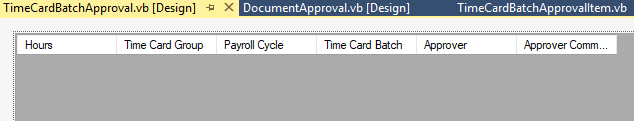 TimeCardBatchApproval.vb [Design] DocumentApproval.vb [Design] TimeCardBatchApprovalItem.vb
Hours Time Card Group Payroll Cycle Time Card Batch Approver Approver Comm...